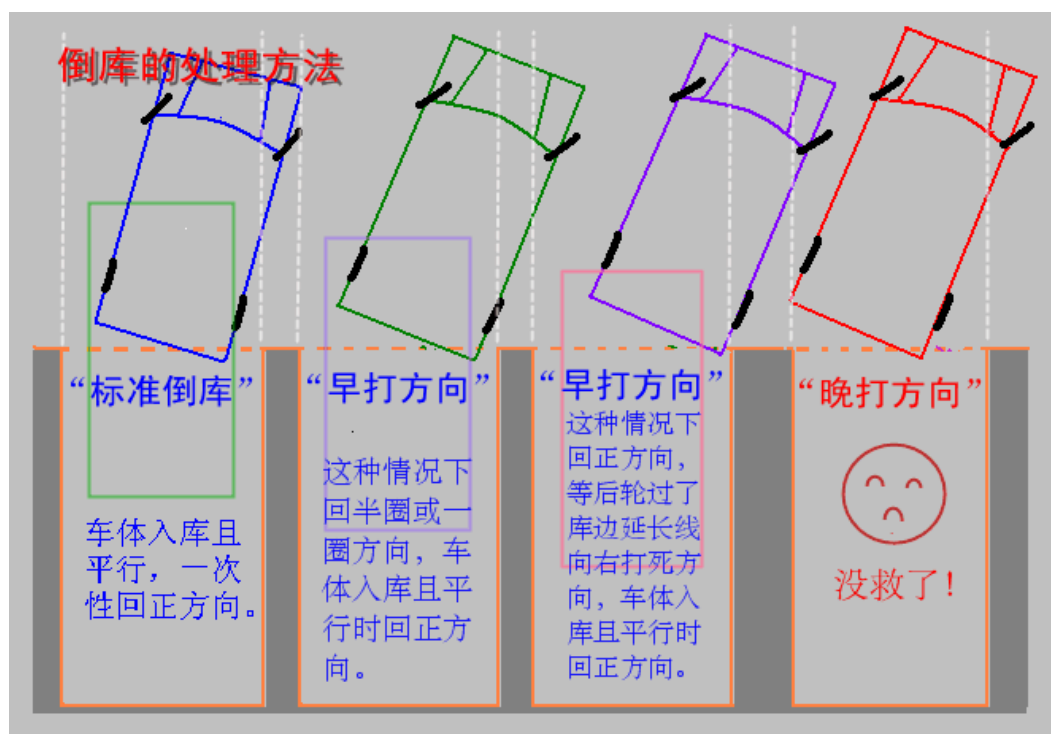 倒库的处理方法
“标准倒库”
车体入库且
平行，一次
性回正方向。
“早打方向”
这种情况下
回半圈或一
圈方向，车
体入库且平
行时回正方
向。
“早打方向”
这种情况下
回正方向，
等后轮过了
库边延长线
向右打死方
向，车体入
库且平行时
回正方向。
“晚打方向”
没救了！